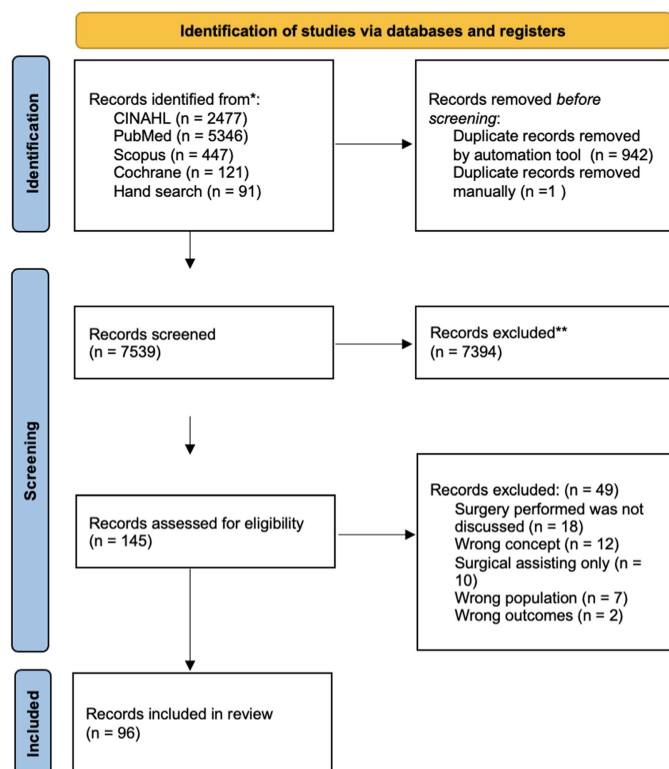 Identification of studies via databases and registers
Identification
Records identified from*:
CINAHL (n = 2477)
PubMed (n = 5346)
Scopus (n = 447)
Cochrane (n = 121)
Hand search (n = 91)
Records removed before
screening:
Duplicate records removed
by automation tool (n = 942)
Duplicate records removed
manually (n =1 )
Screening
Records screened
(n = 7539)
Records excluded**
(n = 7394)
Records assessed for eligibility
(n = 145)
Records excluded: (n = 49)
Surgery performed was not
discussed (n = 18)
Wrong concept (n = 12)
Surgical assisting only (n =
10)
Wrong population (n = 7)
Wrong outcomes (n = 2)
Included
Records included in review
(n = 96)